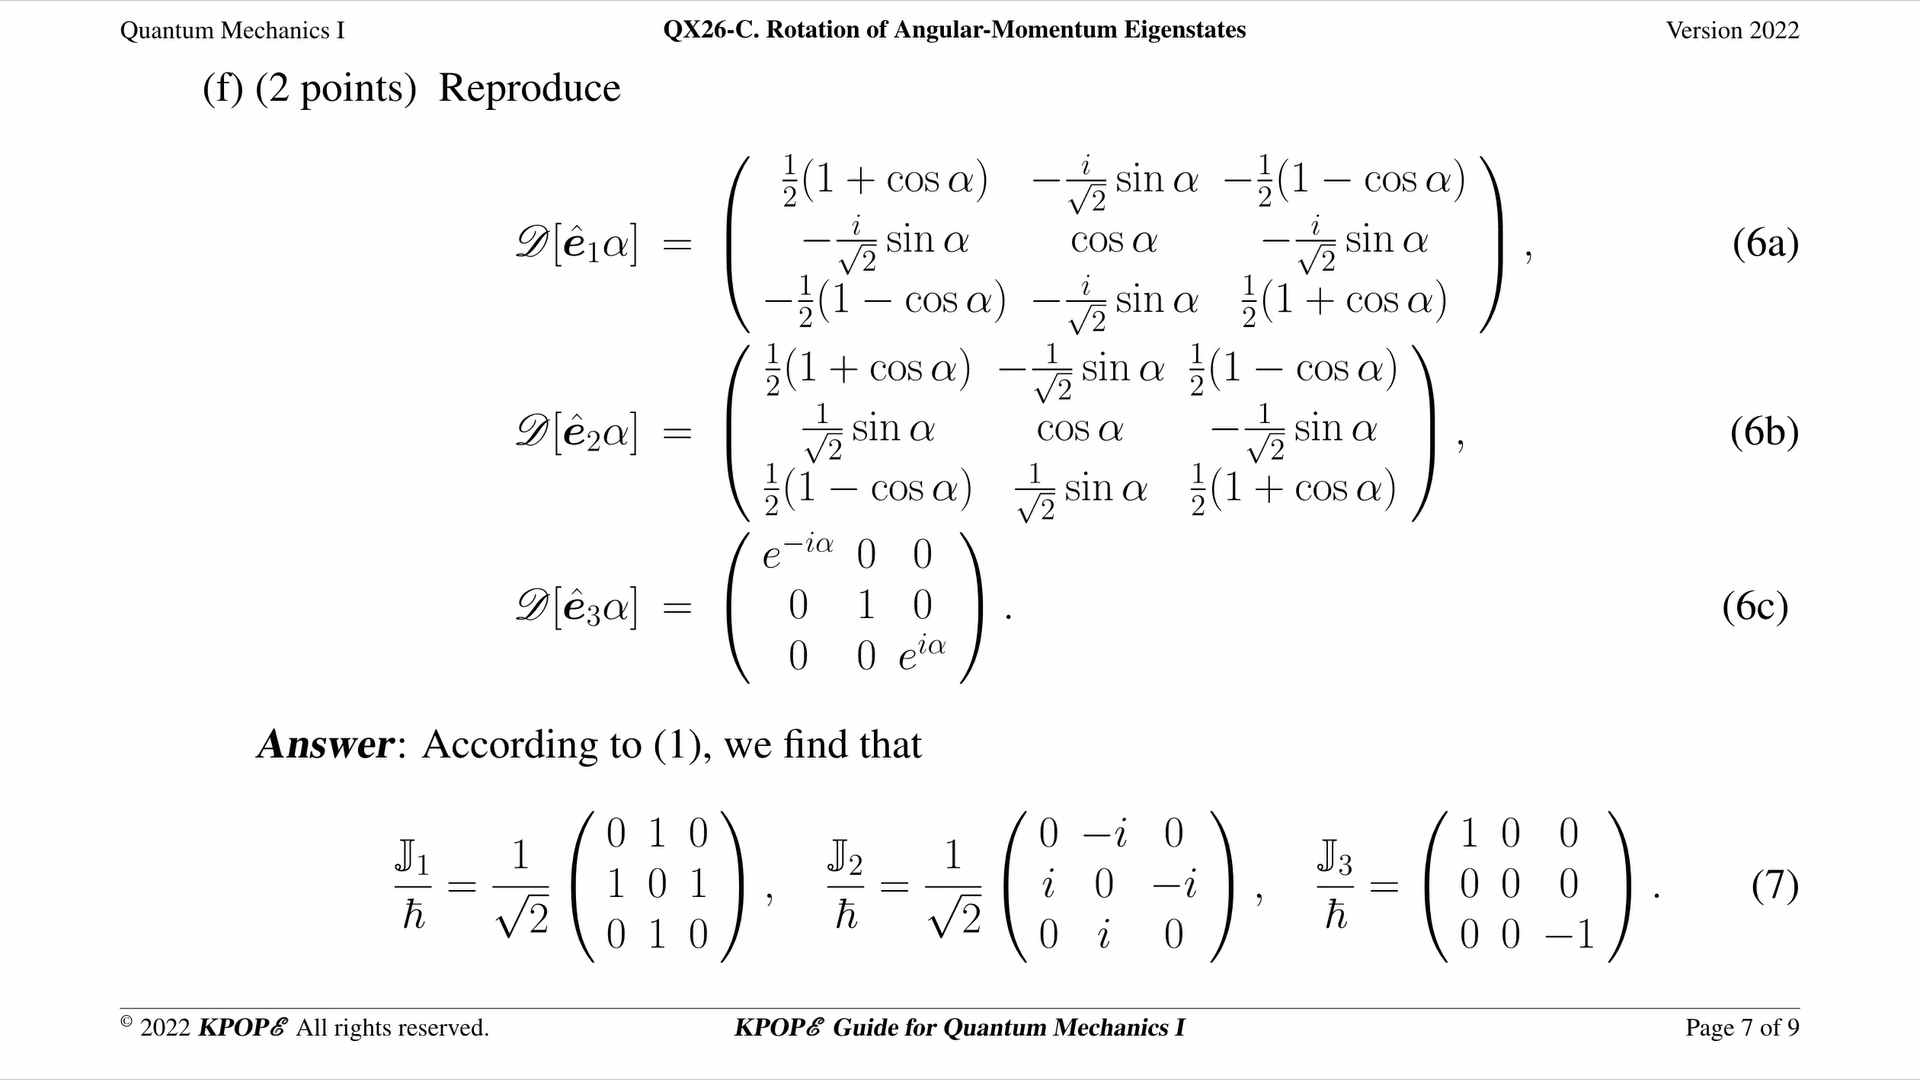 Quantum Mechanics I
QX26-C. Rotation of Angular-Momentum Eigenstates
Version 2022
(f) (2 points) Reproduce
𝒟[ê₁α] = ( ½(1 + cos α) −i/√2 sin α −½(1 − cos α)
−i/√2 sin α cos α −i/√2 sin α
−½(1 − cos α) −i/√2 sin α ½(1 + cos α) ) , (6a)
𝒟[ê₂α] = ( ½(1 + cos α) −1/√2 sin α ½(1 − cos α)
1/√2 sin α cos α −1/√2 sin α
½(1 − cos α) 1/√2 sin α ½(1 + cos α) ) , (6b)
𝒟[ê₃α] = ( e^{−iα} 0 0
0 1 0
0 0 e^{iα} ) . (6c)
Answer: According to (1), we find that
𝕁₁/ħ = 1/√2 ( 0 1 0
1 0 1
0 1 0 ) , 𝕁₂/ħ = 1/√2 ( 0 −i 0
i 0 −i
0 i 0 ) , 𝕁₃/ħ = ( 1 0 0
0 0 0
0 0 −1 ) . (7)
© 2022 KPOPℰ All rights reserved.
KPOPℰ Guide for Quantum Mechanics I
Page 7 of 9